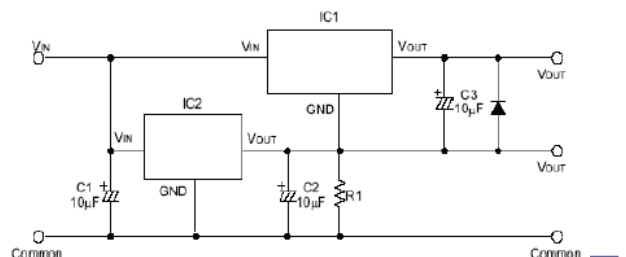 IC1
VIN
VIN
VOUT
VOUT
C3
10μF
GND
IC2
VIN
VOUT
VOUT
C1
10μF
GND
C2
10μF
R1
Common
Common